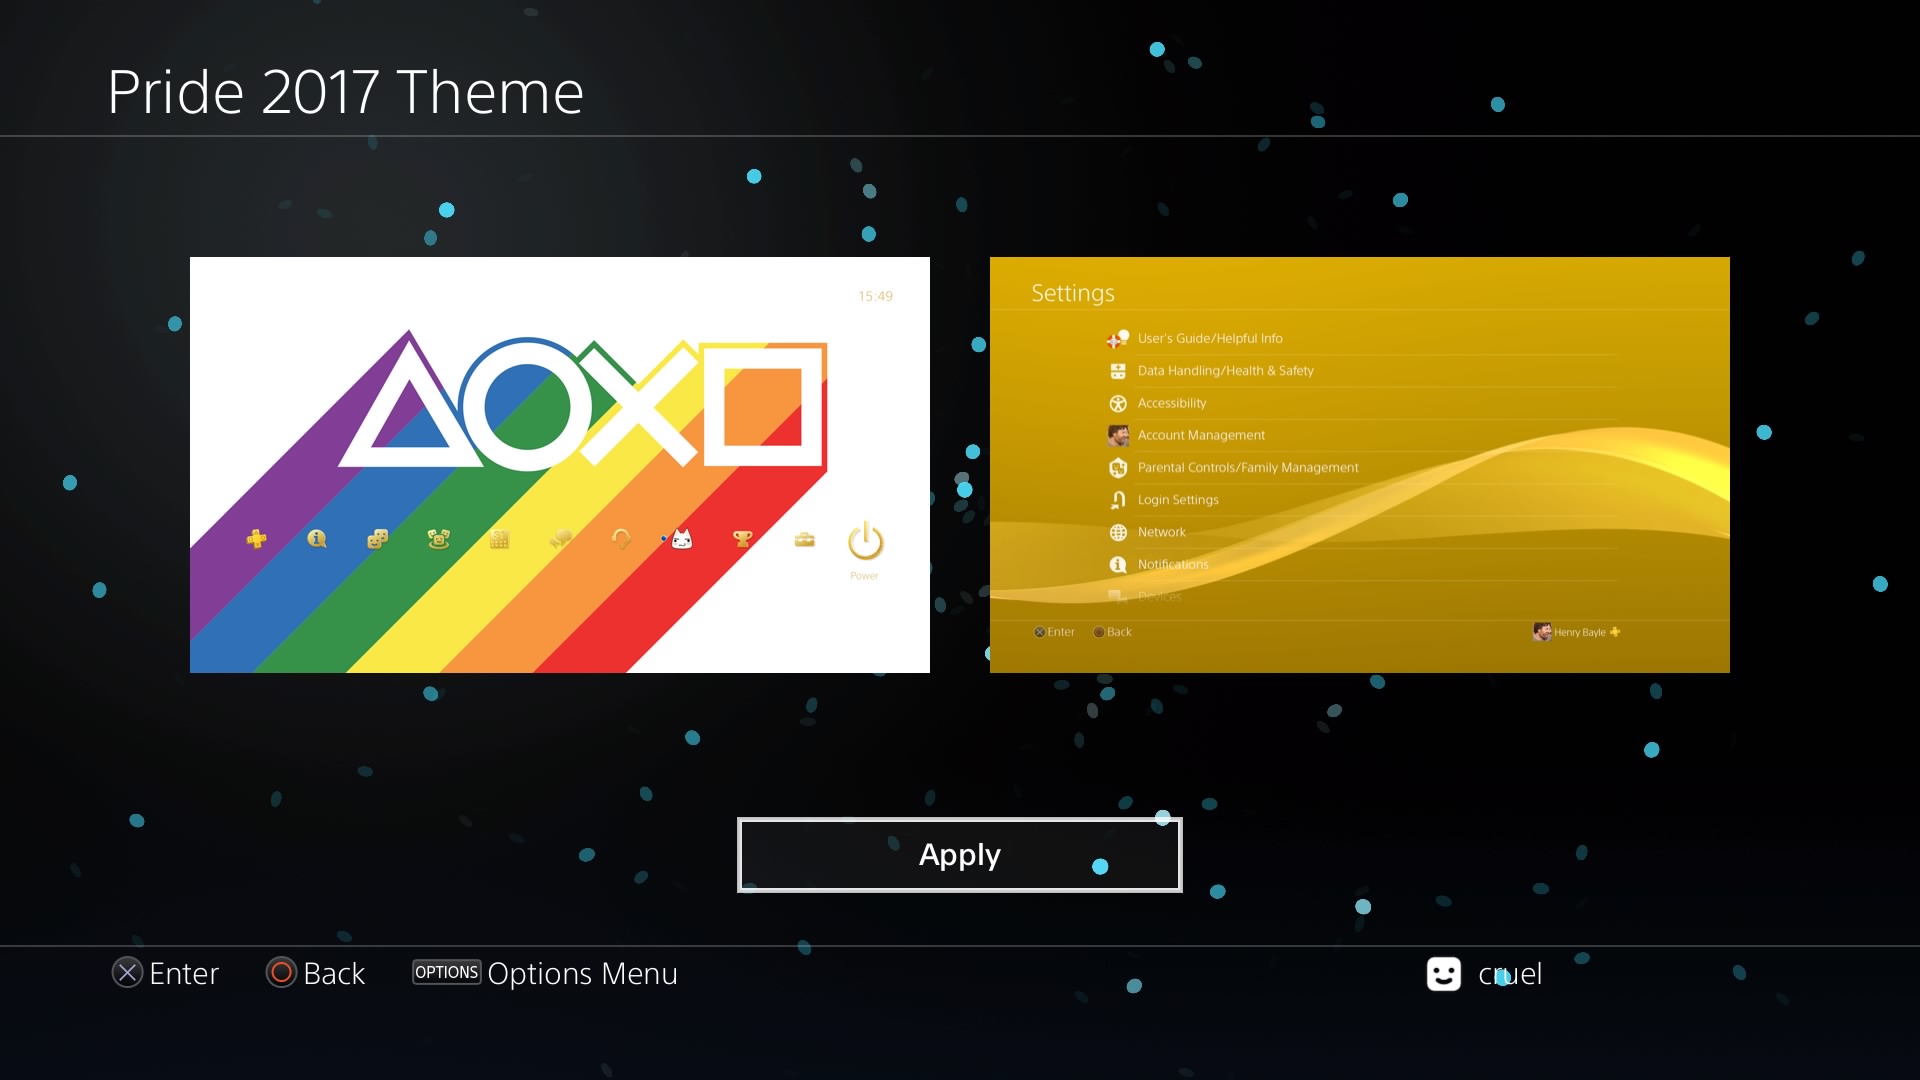 Pride 2017 Theme
15:49
Power
Settings
User's Guide/Helpful Info
Data Handling/Health & Safety
Accessibility
Account Management
Parental Controls/Family Management
Login Settings
Network
Notifications
Devices
Enter Back Henry Bayle
Apply
Enter Back OPTIONS Options Menu cruel